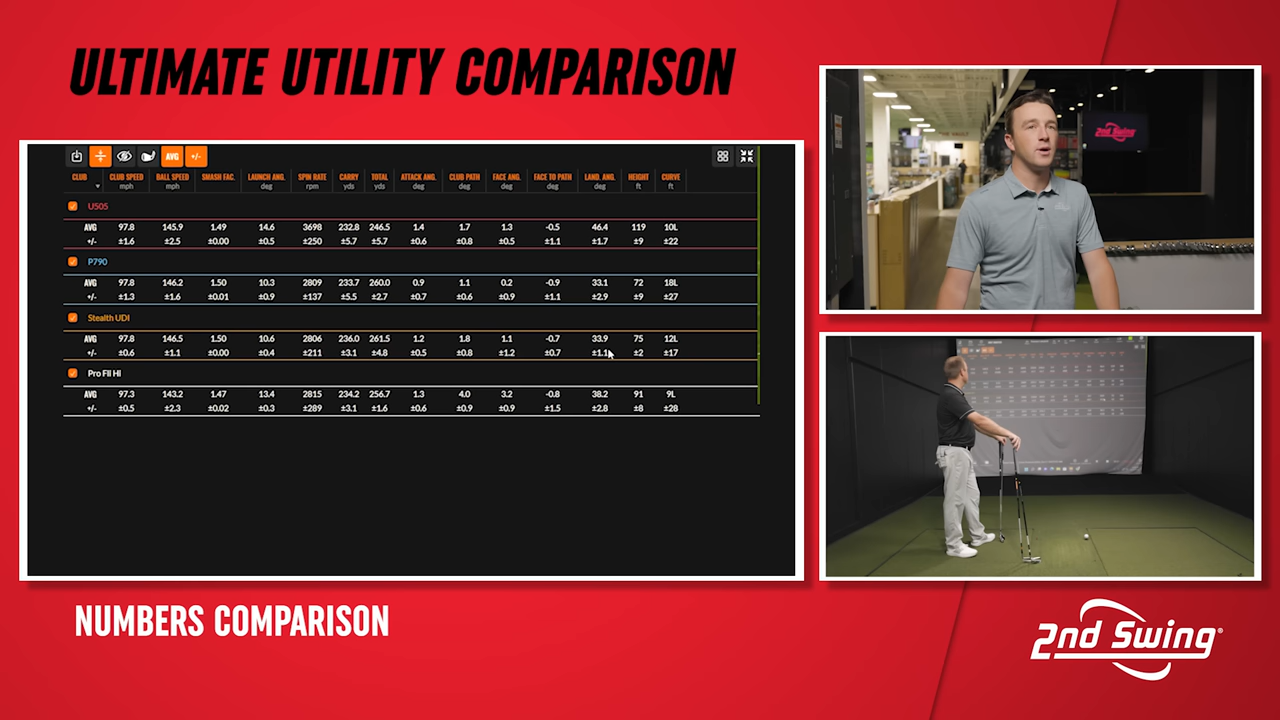 ULTIMATE UTILITY COMPARISON
AVG +/-
CLUB CLUB SPEED BALL SPEED SMASH FAC. LAUNCH ANG. SPIN RATE CARRY TOTAL ATTACK ANG. CLUB PATH FACE ANG. FACE TO PATH LAND. ANG. HEIGHT CURVE
mph mph deg rpm yds yds deg deg deg deg deg ft ft
U505
AVG 97.8 145.9 1.49 14.6 3698 232.8 246.5 1.4 1.7 1.3 -0.5 46.4 119 10L
+/- ±1.6 ±2.5 ±0.00 ±0.5 ±250 ±5.7 ±5.7 ±0.6 ±0.8 ±0.5 ±1.1 ±1.7 ±9 ±22
P790
AVG 97.8 146.2 1.50 10.3 2809 233.7 260.0 0.9 1.1 0.2 -0.9 33.1 72 18L
+/- ±1.3 ±1.6 ±0.01 ±0.9 ±137 ±5.5 ±2.7 ±0.7 ±0.6 ±0.9 ±1.1 ±2.9 ±9 ±27
Stealth UDI
AVG 97.8 146.5 1.50 10.6 2806 236.0 261.5 1.2 1.8 1.1 -0.7 33.9 75 12L
+/- ±0.6 ±1.1 ±0.00 ±0.4 ±211 ±3.1 ±4.8 ±0.5 ±0.8 ±1.2 ±0.7 ±1.1 ±2 ±17
Pro Fli Hi
AVG 97.3 143.2 1.47 13.4 2815 234.2 256.7 1.3 4.0 3.2 -0.8 38.2 91 9L
+/- ±0.5 ±2.3 ±0.02 ±0.3 ±289 ±3.1 ±1.6 ±0.6 ±0.9 ±0.9 ±1.5 ±2.8 ±8 ±28
2nd Swing
NUMBERS COMPARISON
2nd Swing®